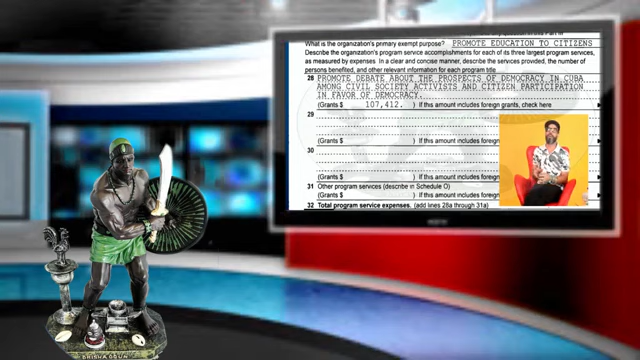 What is the organization's primary exempt purpose? PROMOTE EDUCATION TO CITIZENS
Describe the organization's program service accomplishments for each of its three largest program services,
as measured by expenses. In a clear and concise manner, describe the services provided, the number of
persons benefited, and other relevant information for each program title
28 PROMOTE DEBATE ABOUT THE PROSPECTS OF DEMOCRACY IN CUBA
AMONG CIVIL SOCIETY ACTIVISTS AND CITIZEN PARTICIPATION
IN FAVOR OF DEMOCRACY.
(Grants $ 107,412. ) If this amount includes foreign grants, check here
29
(Grants $ ) If this amount includes foreign
30
(Grants $ ) If this amount includes foreign
31 Other program services (describe in Schedule O)
(Grants $ ) If this amount includes foreign
32 Total program service expenses. (add lines 28a through 31a)
ORISHA OGUN